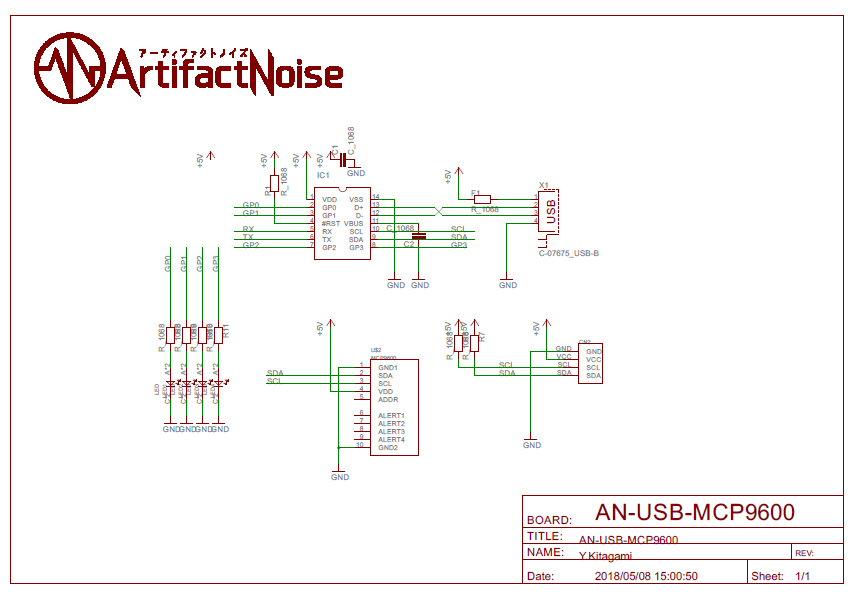 アーティファクトノイズ
ArtifactNoise
+5V
+5V
+5V
+5V
C1
C_1068
GND
R1
R_1068
IC1
1 VDD VSS 14
GP0 2 GP0 D+ 13
GP1 3 GP1 D- 12
4 #RST VBUS 11
RX 5 RX SCL 10 SCL
TX 6 TX SDA 9 SDA
GP2 7 GP2 GP3 8 GP3
C_1068
C2
GND GND
+5V
F1
R_1068
X1
1
2
3
4
USB
C-07675_USB-B
GND
GP0 GP1 GP2 GP3
R_1068
R11
LED
GND GND GND GND
+5V
U$2
MCP9600
1 GND1
SDA 2 SDA
SCL 3 SCL
4 VDD
5 ADDR
6 ALERT1
7 ALERT2
8 ALERT3
9 ALERT4
10 GND2
GND
+5V +5V +5V
R_1068
R7
GND GND
VCC VCC
SCL SCL SCL
SDA SDA SDA
GND
BOARD: AN-USB-MCP9600
TITLE: AN-USB-MCP9600
NAME: Y.Kitagami REV:
Date: 2018/05/08 15:00:50 Sheet: 1/1